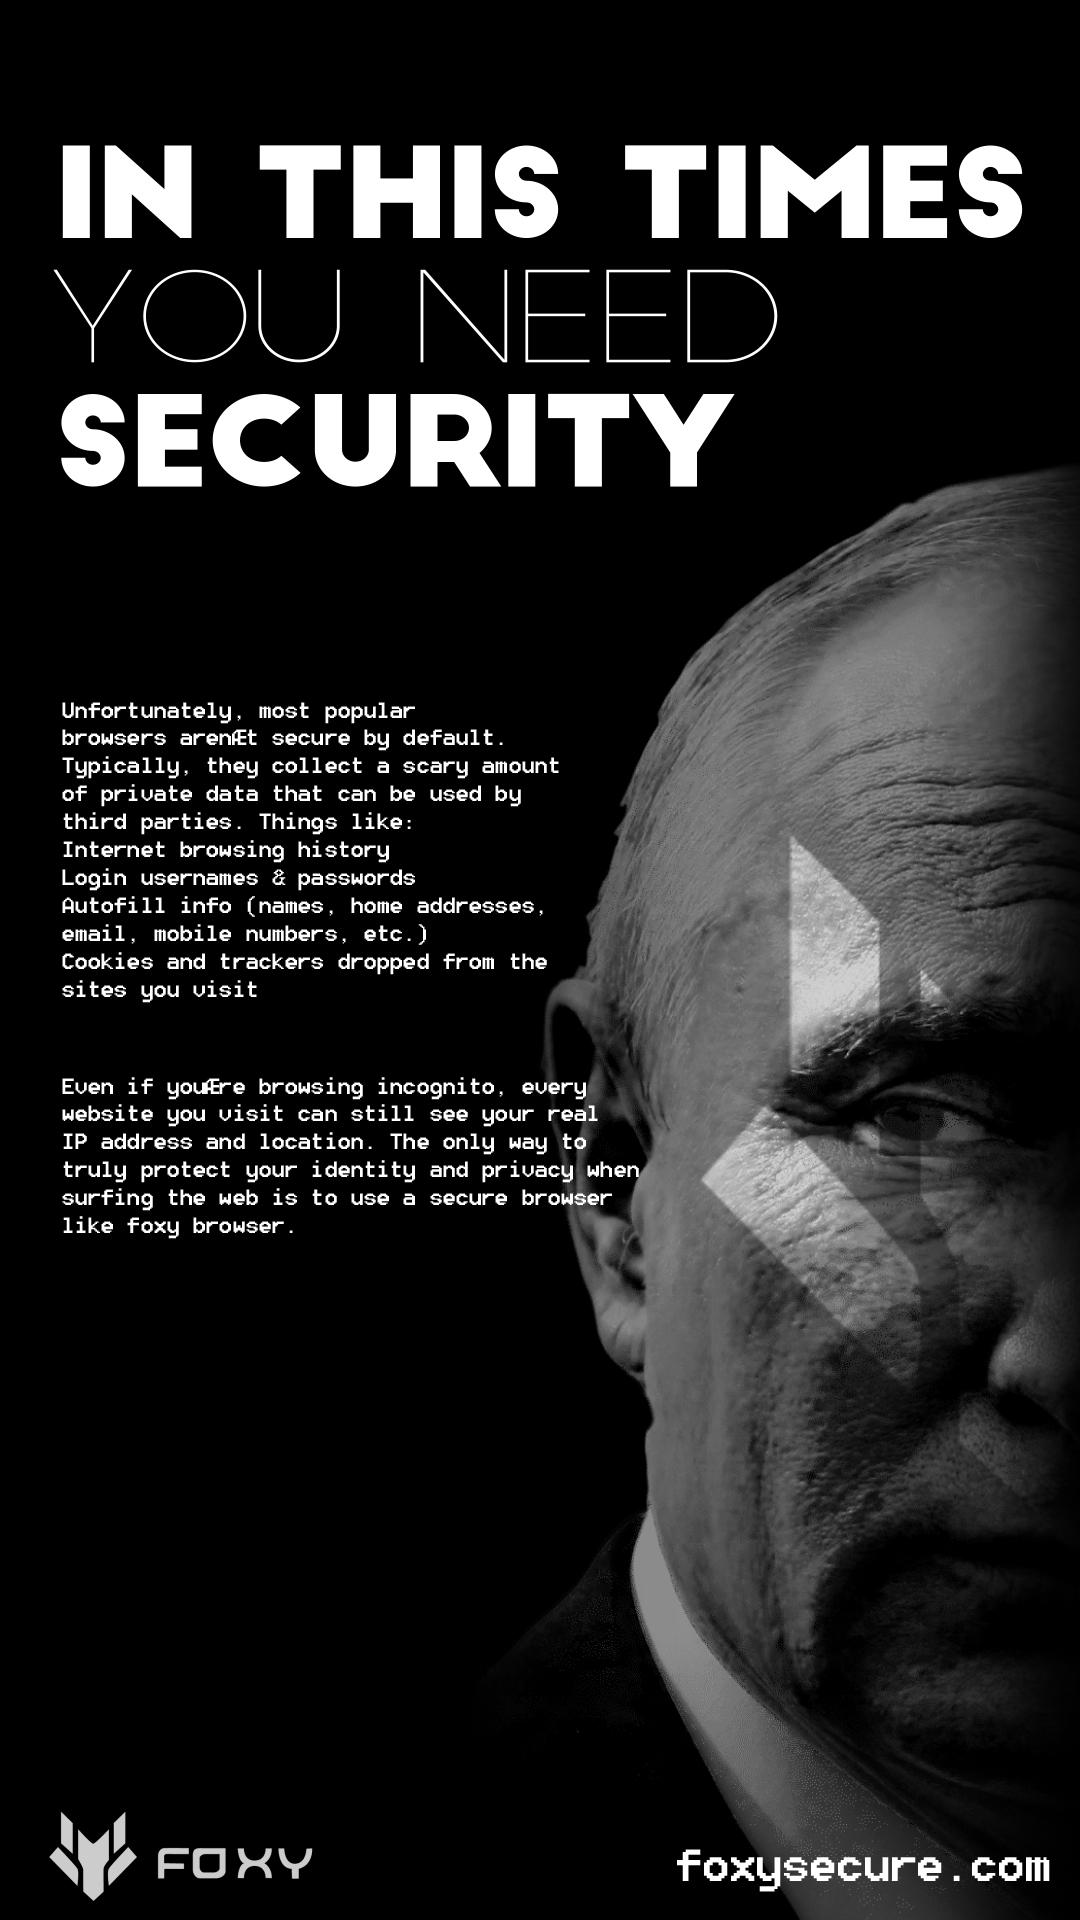 IN THIS TIMES
YOU NEED
SECURITY
Unfortunately, most popular
browsers arenÆt secure by default.
Typically, they collect a scary amount
of private data that can be used by
third parties. Things like:
Internet browsing history
Login usernames & passwords
Autofill info (names, home addresses,
email, mobile numbers, etc.)
Cookies and trackers dropped from the
sites you visit
Even if youÆre browsing incognito, every
website you visit can still see your real
IP address and location. The only way to
truly protect your identity and privacy when
surfing the web is to use a secure browser
like foxy browser.
FOXY
foxysecure.com